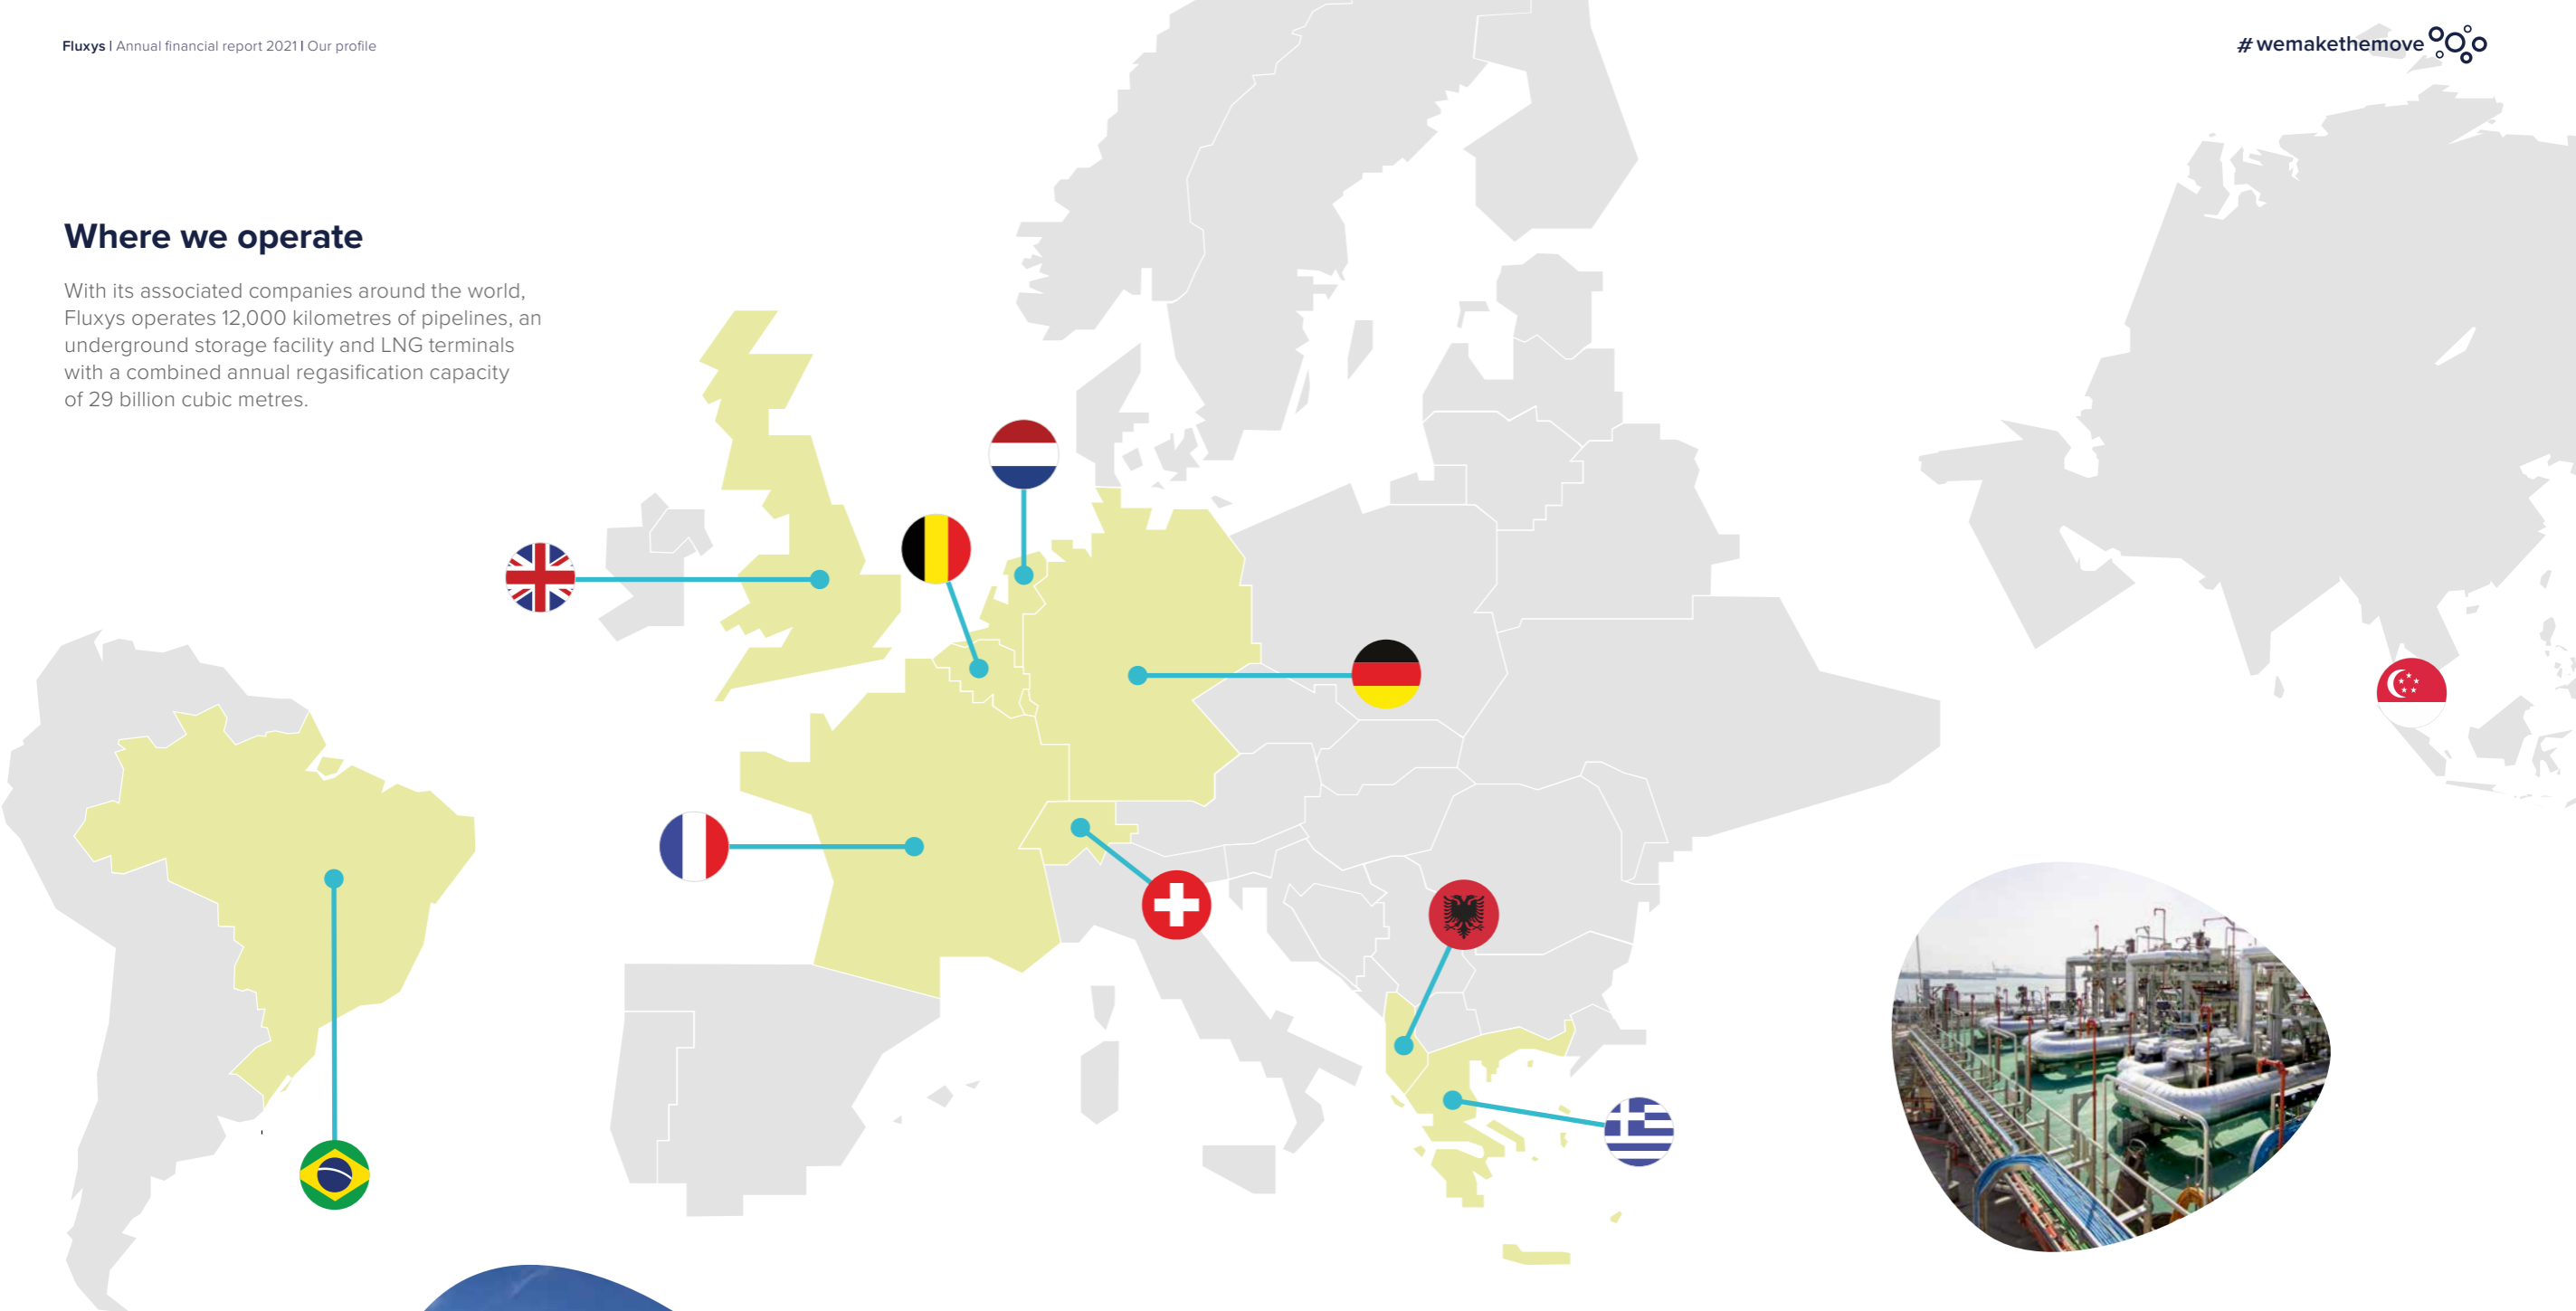 Fluxys I Annual financial report 2021 I Our profile
# wemakethemove
Where we operate
With its associated companies around the world,
Fluxys operates 12,000 kilometres of pipelines, an
underground storage facility and LNG terminals
with a combined annual regasification capacity
of 29 billion cubic metres.